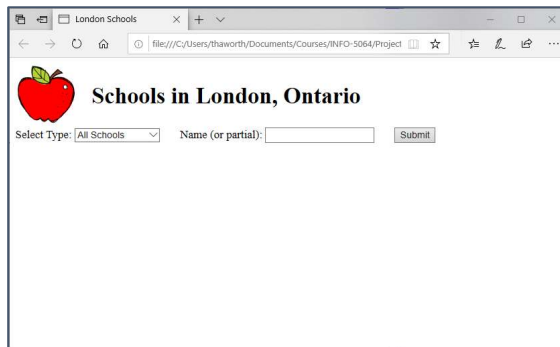 London Schools
file:///C:/Users/thaworth/Documents/Courses/INFO-5064/Project
Schools in London, Ontario
Select Type: All Schools Name (or partial): Submit